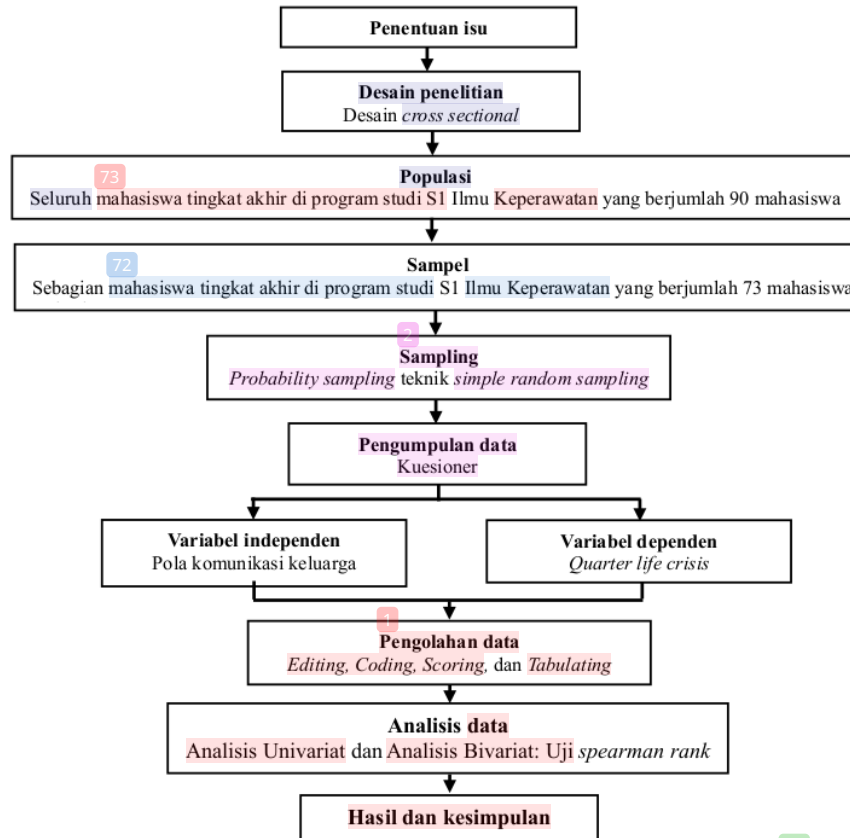 Penentuan isu
Desain penelitian
Desain cross sectional
73
Populasi
Seluruh mahasiswa tingkat akhir di program studi S1 Ilmu Keperawatan yang berjumlah 90 mahasiswa
72
Sampel
Sebagian mahasiswa tingkat akhir di program studi S1 Ilmu Keperawatan yang berjumlah 73 mahasiswa
2
Sampling
Probability sampling teknik simple random sampling
Pengumpulan data
Kuesioner
Variabel independen
Pola komunikasi keluarga
Variabel dependen
Quarter life crisis
1
Pengolahan data
Editing, Coding, Scoring, dan Tabulating
Analisis data
Analisis Univariat dan Analisis Bivariat: Uji spearman rank
Hasil dan kesimpulan